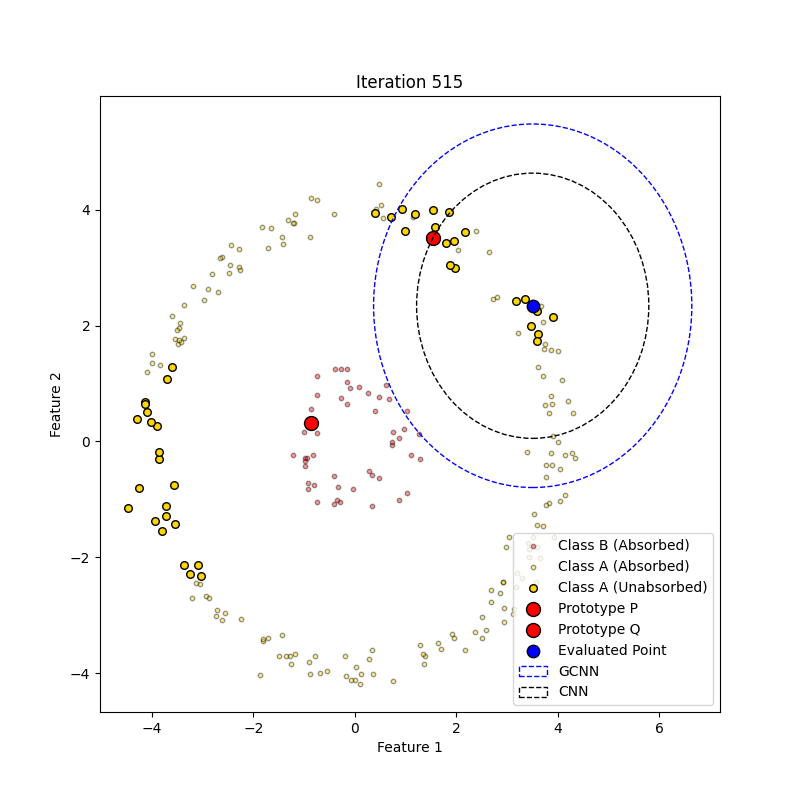 Iteration 515
4
2
0
−2
−4
Feature 2
Class B (Absorbed)
Class A (Absorbed)
Class A (Unabsorbed)
Prototype P
Prototype Q
Evaluated Point
GCNN
CNN
−4
−2
0
2
4
6
Feature 1